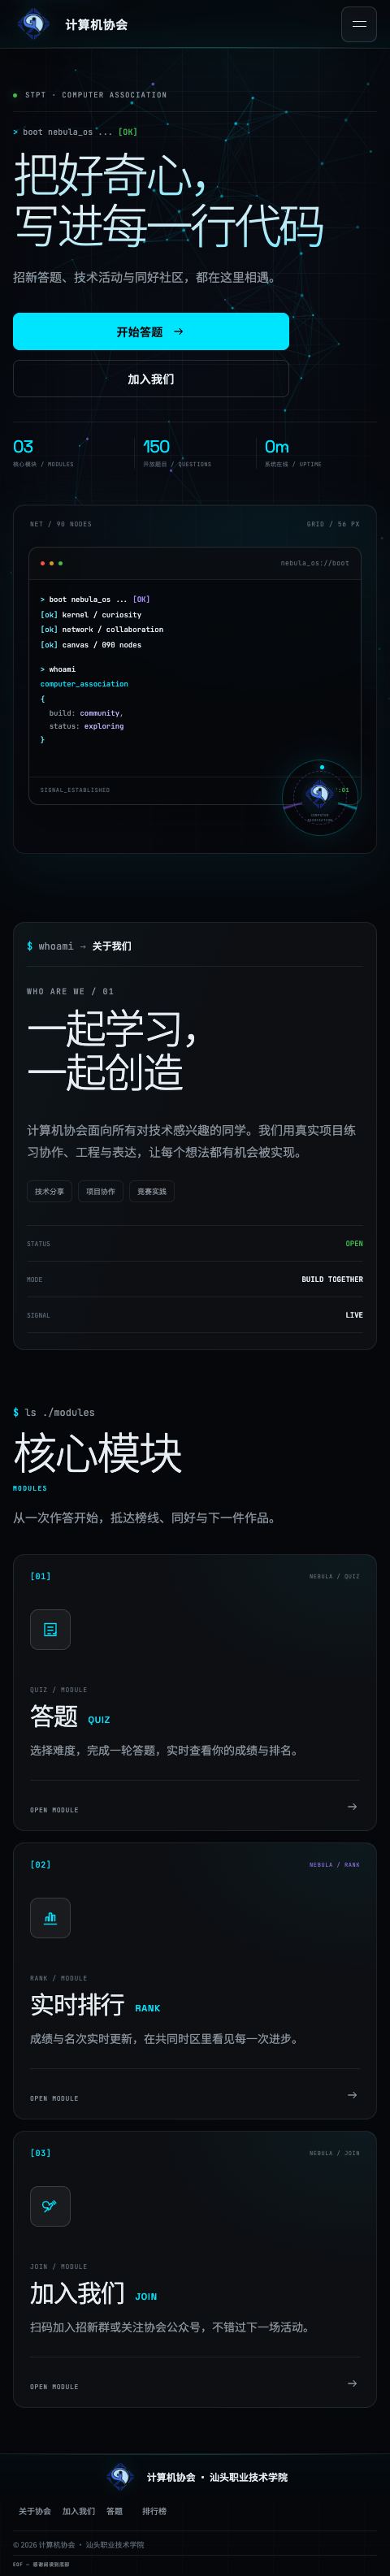 计算机协会
STPT · COMPUTER ASSOCIATION
> boot nebula_os ... [OK]
把好奇心，
写进每一行代码
招新答题、技术活动与同好社区，都在这里相遇。
开始答题 →
加入我们
03
150
0m
核心模块 / MODULES
开放题目 / QUESTIONS
系统在线 / UPTIME
NET / 90 NODES
GRID / 56 PX
nebula_os://boot
> boot nebula_os ... [OK]
[ok] kernel / curiosity
[ok] network / collaboration
[ok] canvas / 090 nodes
> whoami
computer_association
{
build: community,
status: exploring
}
SIGNAL_ESTABLISHED
:01
COMPUTER
ASSOCIATION
$ whoami → 关于我们
WHO ARE WE / 01
一起学习，
一起创造
计算机协会面向所有对技术感兴趣的同学。我们用真实项目练
习协作、工程与表达，让每个想法都有机会被实现。
技术分享
项目协作
竞赛实践
STATUS
OPEN
MODE
BUILD TOGETHER
SIGNAL
LIVE
$ ls ./modules
核心模块
MODULES
从一次作答开始，抵达榜线、同好与下一件作品。
[01]
NEBULA / QUIZ
QUIZ / MODULE
答题 QUIZ
选择难度，完成一轮答题，实时查看你的成绩与排名。
OPEN MODULE →
[02]
NEBULA / RANK
RANK / MODULE
实时排行 RANK
成绩与名次实时更新，在共同时区里看见每一次进步。
OPEN MODULE →
[03]
NEBULA / JOIN
JOIN / MODULE
加入我们 JOIN
扫码加入招新群或关注协会公众号，不错过下一场活动。
OPEN MODULE →
计算机协会 · 汕头职业技术学院
关于协会
加入我们
答题
排行榜
© 2026 计算机协会 · 汕头职业技术学院
EOF — 感谢阅读到底部